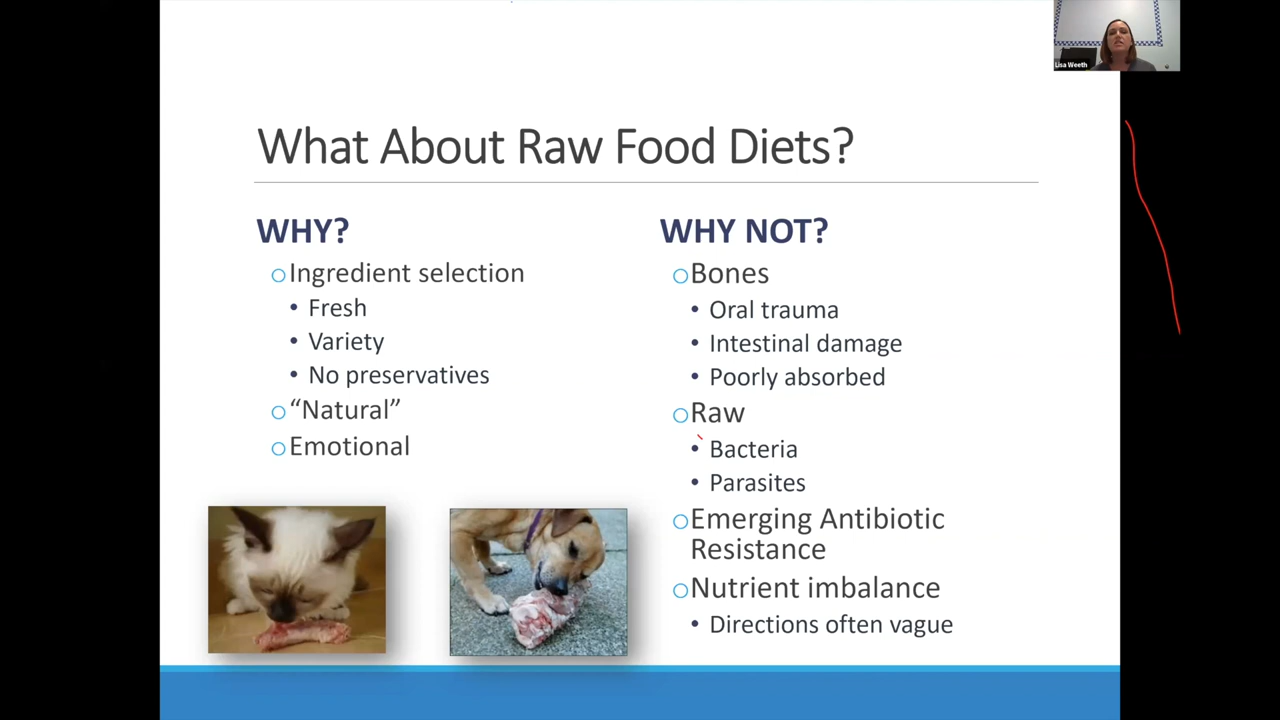 Lisa Weeth
What About Raw Food Diets?
WHY?
Ingredient selection
• Fresh
• Variety
• No preservatives
“Natural”
Emotional
WHY NOT?
Bones
• Oral trauma
• Intestinal damage
• Poorly absorbed
Raw
• Bacteria
• Parasites
Emerging Antibiotic
Resistance
Nutrient imbalance
• Directions often vague